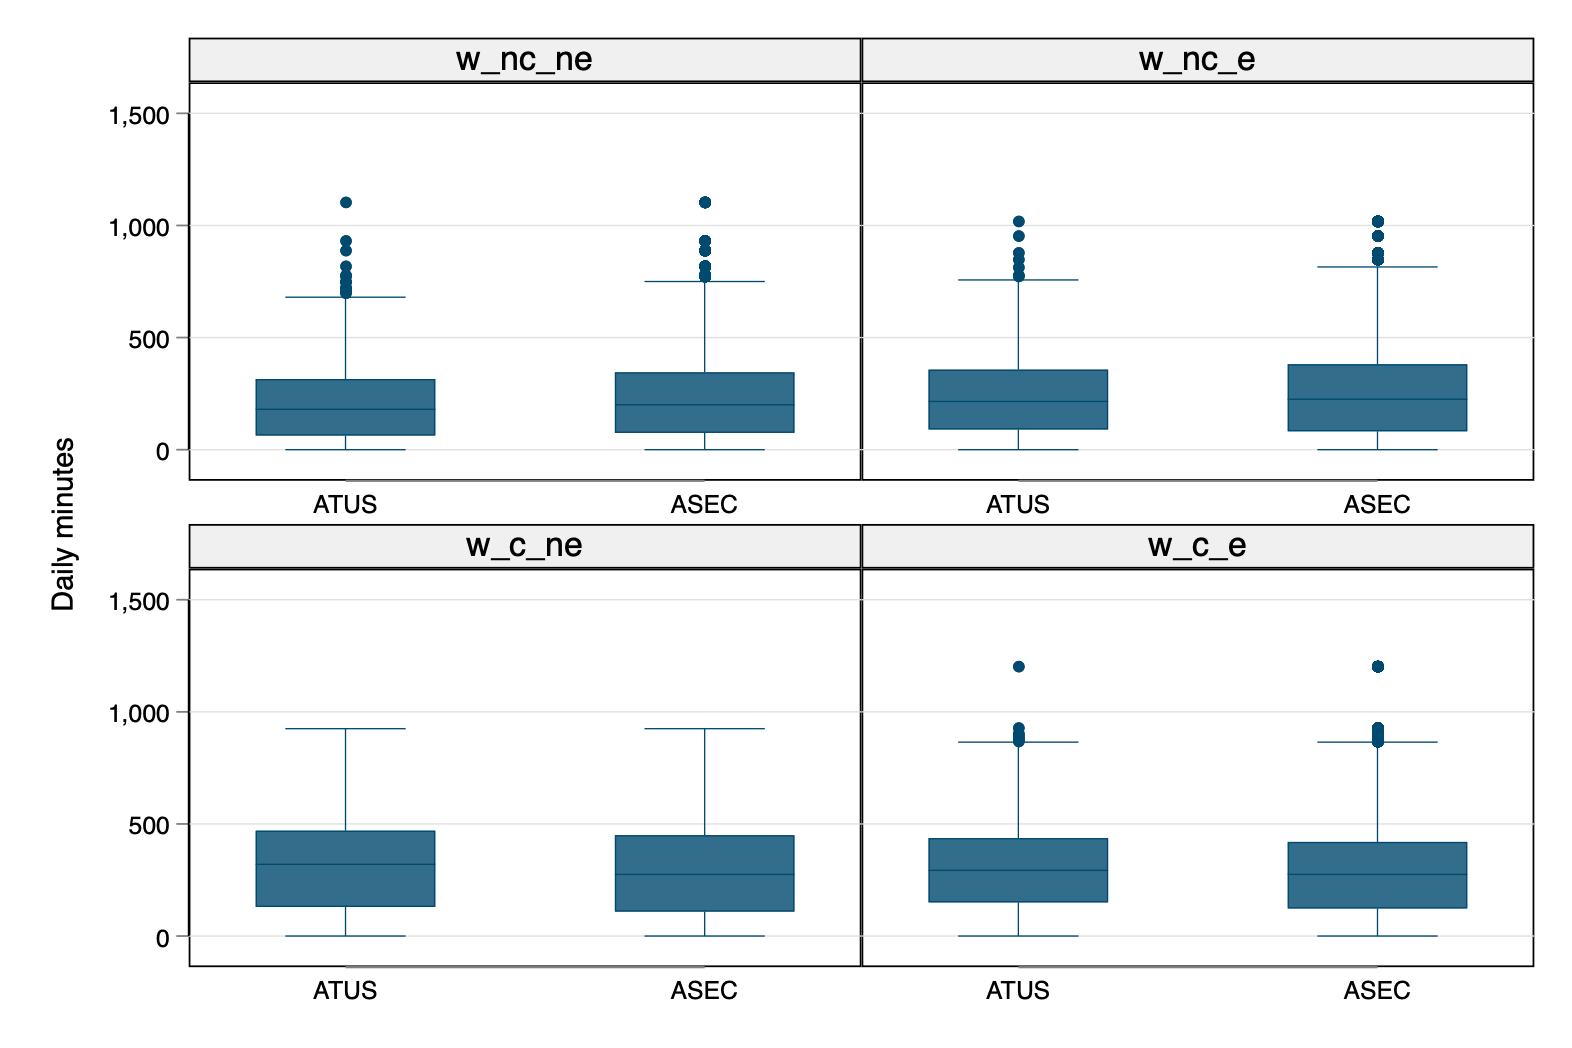 w_nc_ne
w_nc_e
1,500
1,000
500
0
ATUS
ASEC
ATUS
ASEC
Daily minutes
w_c_ne
w_c_e
1,500
1,000
500
0
ATUS
ASEC
ATUS
ASEC